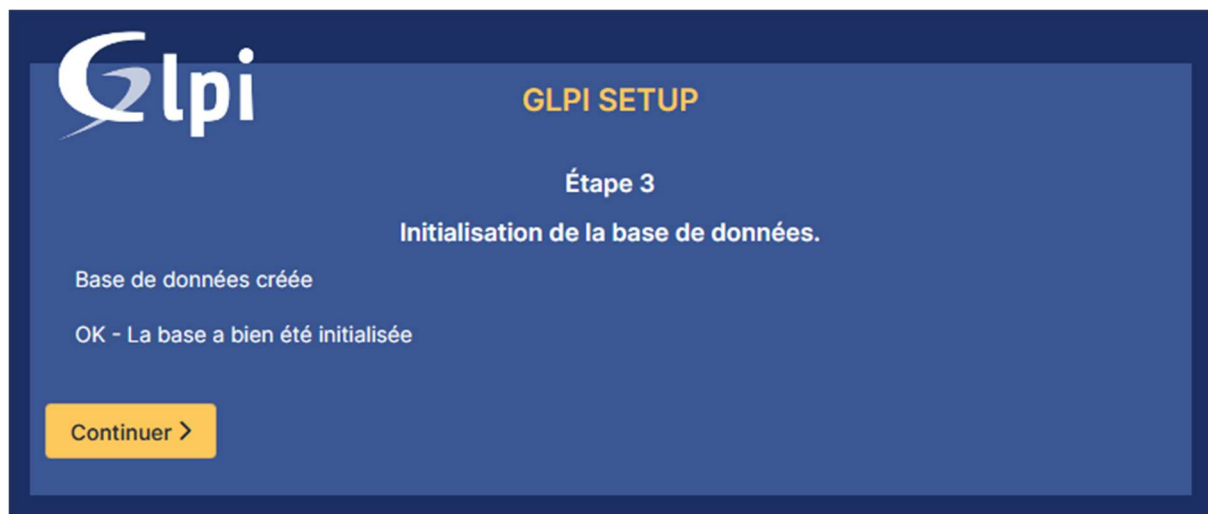 Glpi
GLPI SETUP
Étape 3
Initialisation de la base de données.
Base de données créée
OK - La base a bien été initialisée
Continuer >